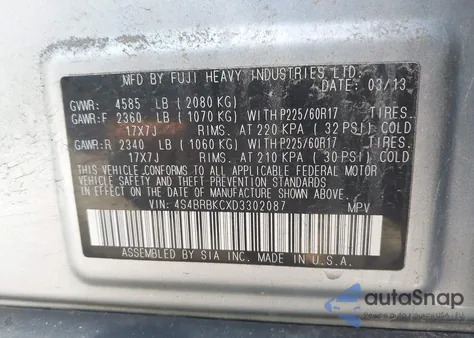 MFD BY FUJI HEAVY INDUSTRIES LTD.
DATE: 03/13
GVWR: 4585 LB (2080 KG)
GAWR:F 2360 LB (1070 KG) WITH P225/60R17 TIRES.
17X7J RIMS. AT 220 KPA (32 PSI) COLD
GAWR:R 2340 LB (1060 KG) WITH P225/60R17 TIRES.
17X7J RIMS. AT 210 KPA (30 PSI) COLD
THIS VEHICLE CONFORMS TO ALL APPLICABLE FEDERAL MOTOR
VEHICLE SAFETY AND THEFT PREVENTION STANDARDS
IN EFFECT ON THE DATE OF MANUFACTURE SHOWN ABOVE.
VIN: 4S4BRBKCXD3302087 MPV
ASSEMBLED BY SIA INC. MADE IN U.S.A.
autoSnap